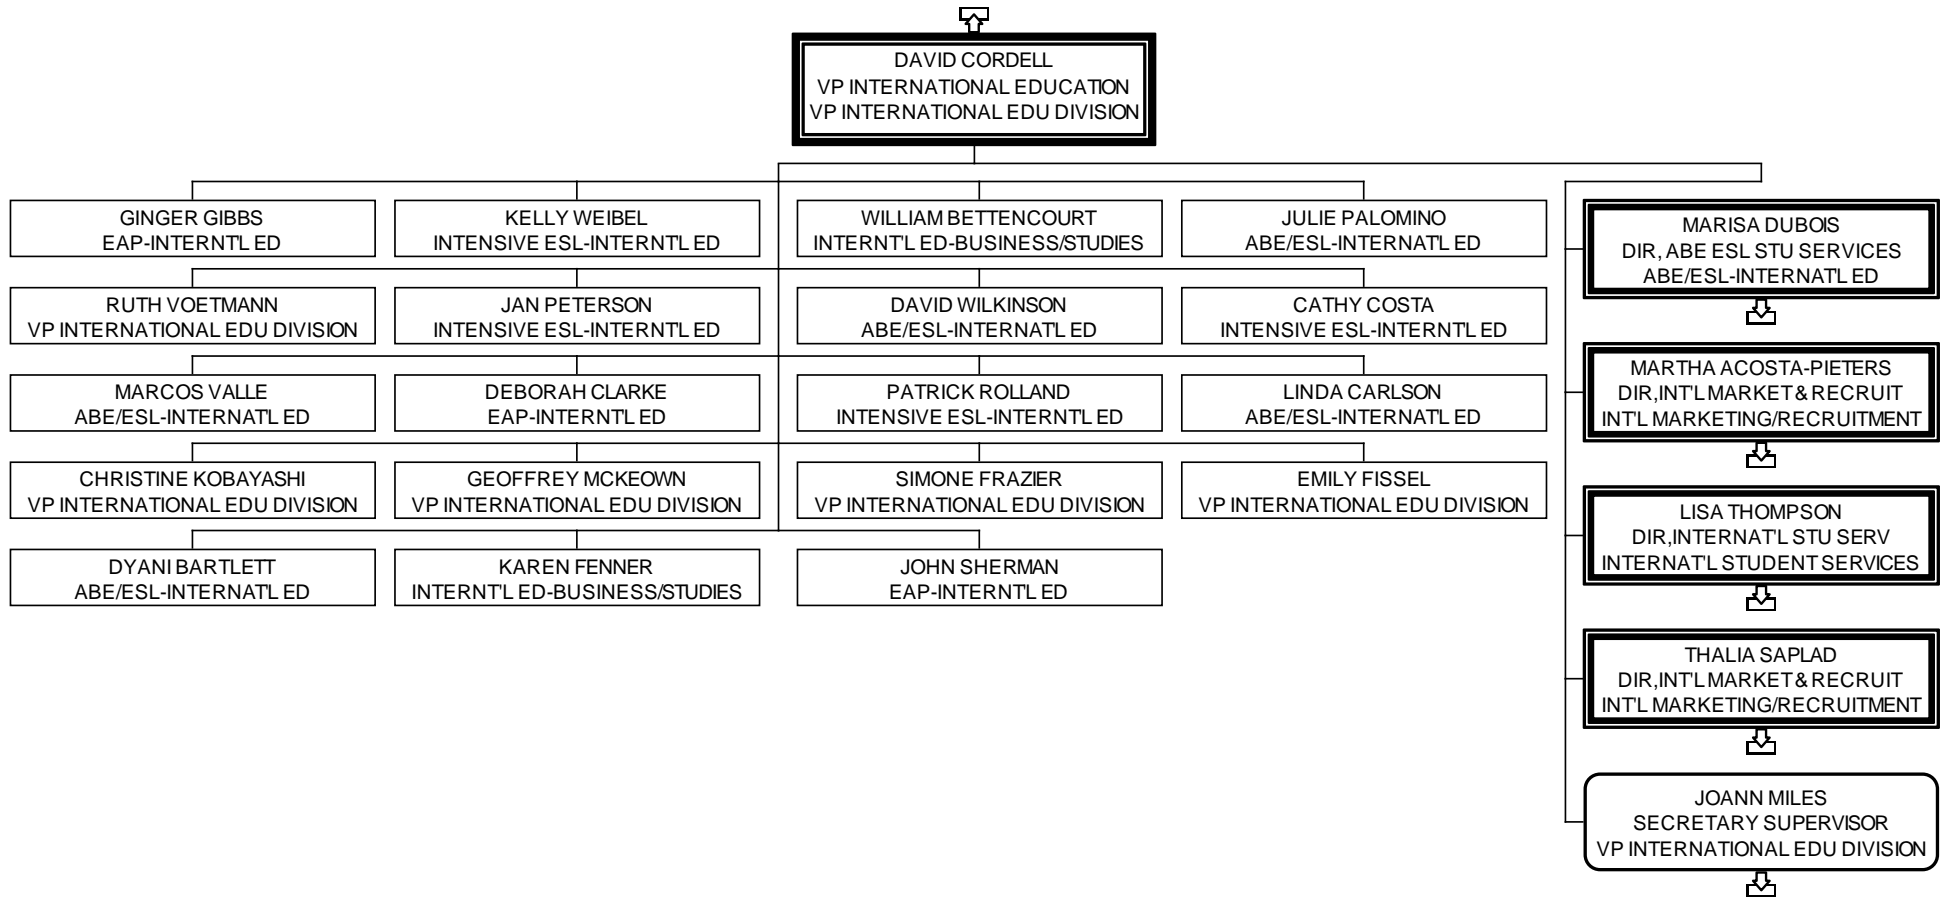 DAVID CORDELL
VP INTERNATIONAL EDUCATION
VP INTERNATIONAL EDU DIVISION
GINGER GIBBS
EAP-INTERNT'L ED
KELLY WEIBEL
INTENSIVE ESL-INTERNT'L ED
WILLIAM BETTENCOURT
INTERNT'L ED-BUSINESS/STUDIES
JULIE PALOMINO
ABE/ESL-INTERNAT'L ED
RUTH VOETMANN
VP INTERNATIONAL EDU DIVISION
JAN PETERSON
INTENSIVE ESL-INTERNT'L ED
DAVID WILKINSON
ABE/ESL-INTERNAT'L ED
CATHY COSTA
INTENSIVE ESL-INTERNT'L ED
MARCOS VALLE
ABE/ESL-INTERNAT'L ED
DEBORAH CLARKE
EAP-INTERNT'L ED
PATRICK ROLLAND
INTENSIVE ESL-INTERNT'L ED
LINDA CARLSON
ABE/ESL-INTERNAT'L ED
CHRISTINE KOBAYASHI
VP INTERNATIONAL EDU DIVISION
GEOFFREY MCKEOWN
VP INTERNATIONAL EDU DIVISION
SIMONE FRAZIER
VP INTERNATIONAL EDU DIVISION
EMILY FISSEL
VP INTERNATIONAL EDU DIVISION
DYANI BARTLETT
ABE/ESL-INTERNAT'L ED
KAREN FENNER
INTERNT'L ED-BUSINESS/STUDIES
JOHN SHERMAN
EAP-INTERNT'L ED
MARISA DUBOIS
DIR, ABE ESL STU SERVICES
ABE/ESL-INTERNAT'L ED
MARTHA ACOSTA-PIETERS
DIR,INT'L MARKET & RECRUIT
INT'L MARKETING/RECRUITMENT
LISA THOMPSON
DIR,INTERNAT'L STU SERV
INTERNAT'L STUDENT SERVICES
THALIA SAPLAD
DIR,INT'L MARKET & RECRUIT
INT'L MARKETING/RECRUITMENT
JOANN MILES
SECRETARY SUPERVISOR
VP INTERNATIONAL EDU DIVISION